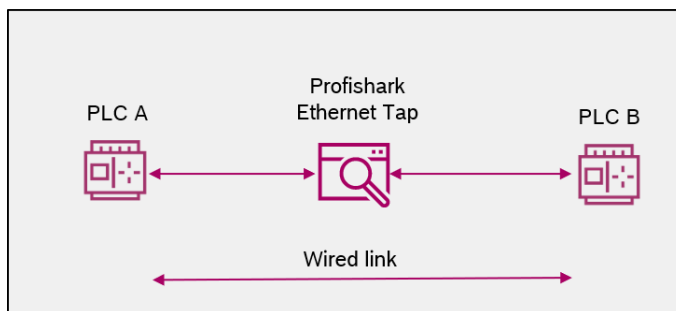 Profishark
Ethernet Tap
PLC A
PLC B
Wired link